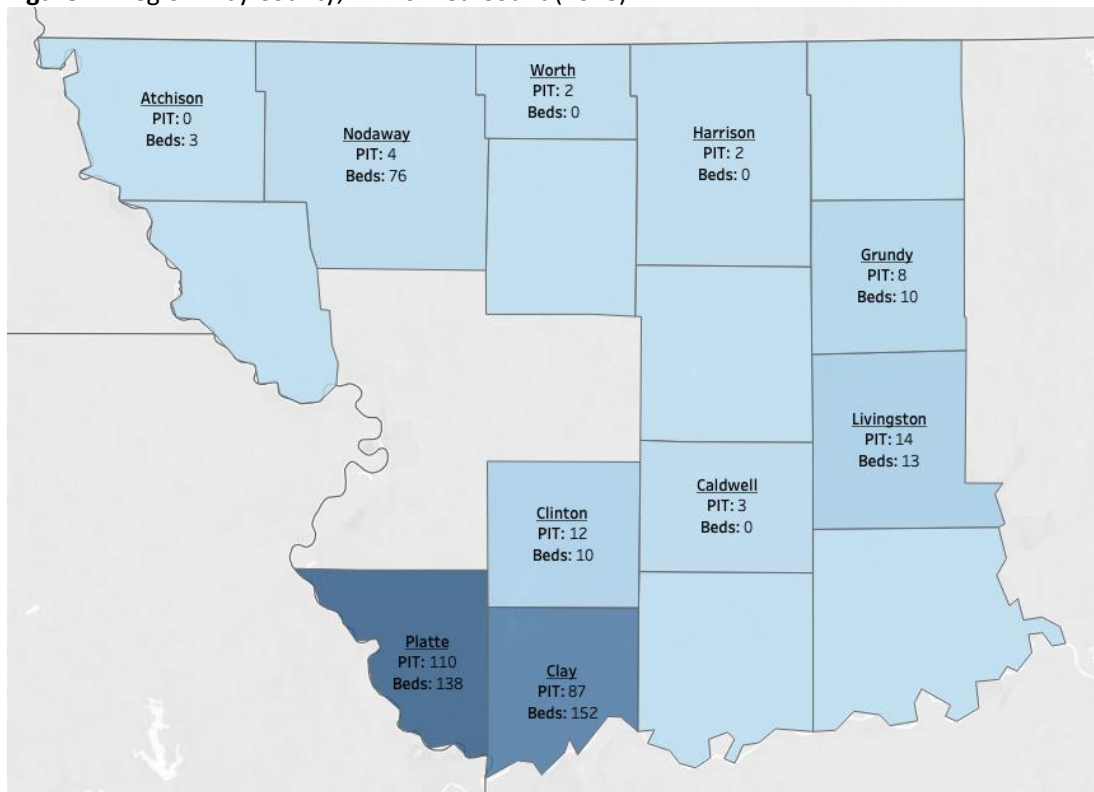 Atchison
PIT: 0
Beds: 3
Nodaway
PIT: 4
Beds: 76
Worth
PIT: 2
Beds: 0
Harrison
PIT: 2
Beds: 0
Grundy
PIT: 8
Beds: 10
Livingston
PIT: 14
Beds: 13
Clinton
PIT: 12
Beds: 10
Caldwell
PIT: 3
Beds: 0
Platte
PIT: 110
Beds: 138
Clay
PIT: 87
Beds: 152